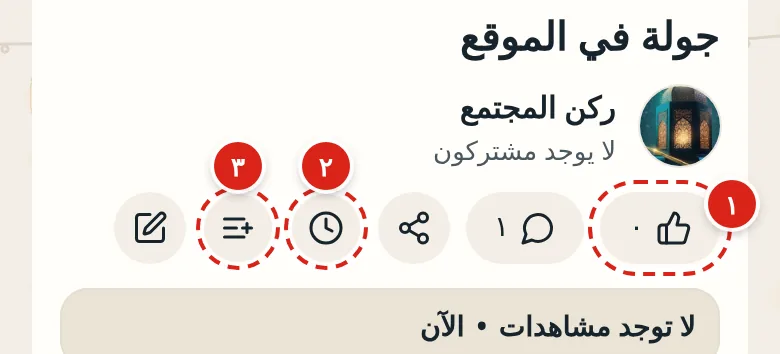 جولة في الموقع
ركن المجتمع
لا يوجد مشتركون
١ ٢ ٣
٠ ١
لا توجد مشاهدات • الآن